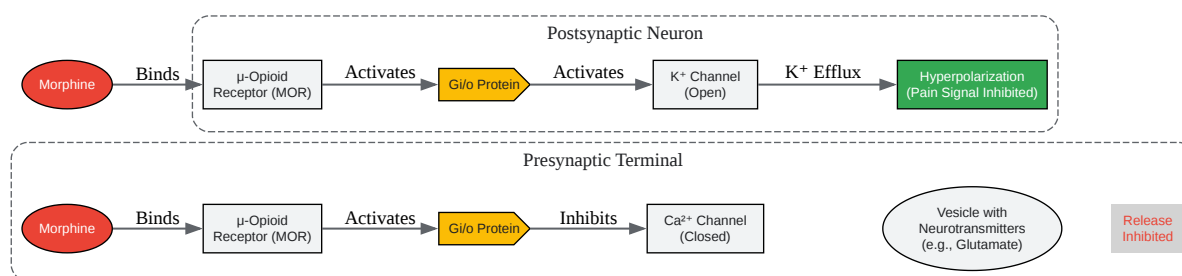 Postsynaptic Neuron
Morphine
Binds
μ-Opioid
Receptor (MOR)
Activates
Gi/o Protein
Activates
K⁺ Channel
(Open)
K⁺ Efflux
Hyperpolarization
(Pain Signal Inhibited)
Presynaptic Terminal
Morphine
Binds
μ-Opioid
Receptor (MOR)
Activates
Gi/o Protein
Inhibits
Ca²⁺ Channel
(Closed)
Vesicle with
Neurotransmitters
(e.g., Glutamate)
Release
Inhibited